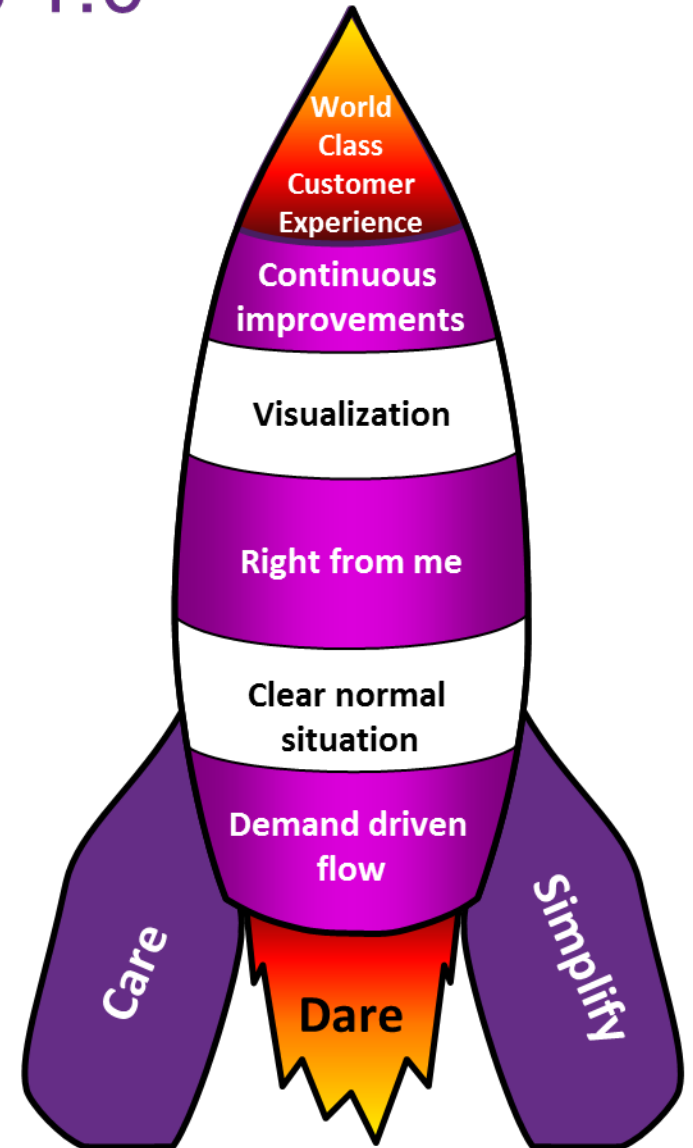 World
Class
Customer
Experience
Continuous
improvements
Visualization
Right from me
Clear normal
situation
Demand driven
flow
Care
Simplify
Dare